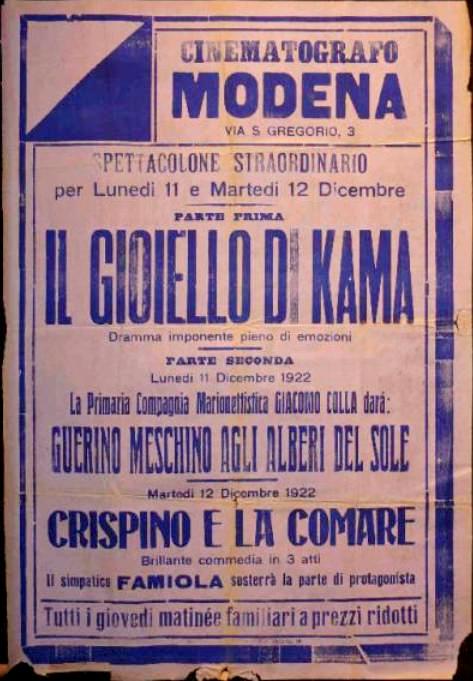 CINEMATOGRAFO
MODENA
VIA S GREGORIO, 3
SPETTACOLONE STRAORDINARIO
per Lunedì 11 e Martedì 12 Dicembre
PARTE PRIMA
IL GIOIELLO DI KAMA
Dramma imponente pieno di emozioni
PARTE SECONDA
Lunedì 11 Dicembre 1922
La Primaria Compagnia Marionettistica GIACOMO COLLA darà:
GUERINO MESCHINO AGLI ALBERI DEL SOLE
Martedì 12 Dicembre 1922
CRISPINO E LA COMARE
Brillante commedia in 3 atti
Il simpatico FAMIOLA sosterrà la parte di protagonista
Tutti i giovedì matinée familiari a prezzi ridotti